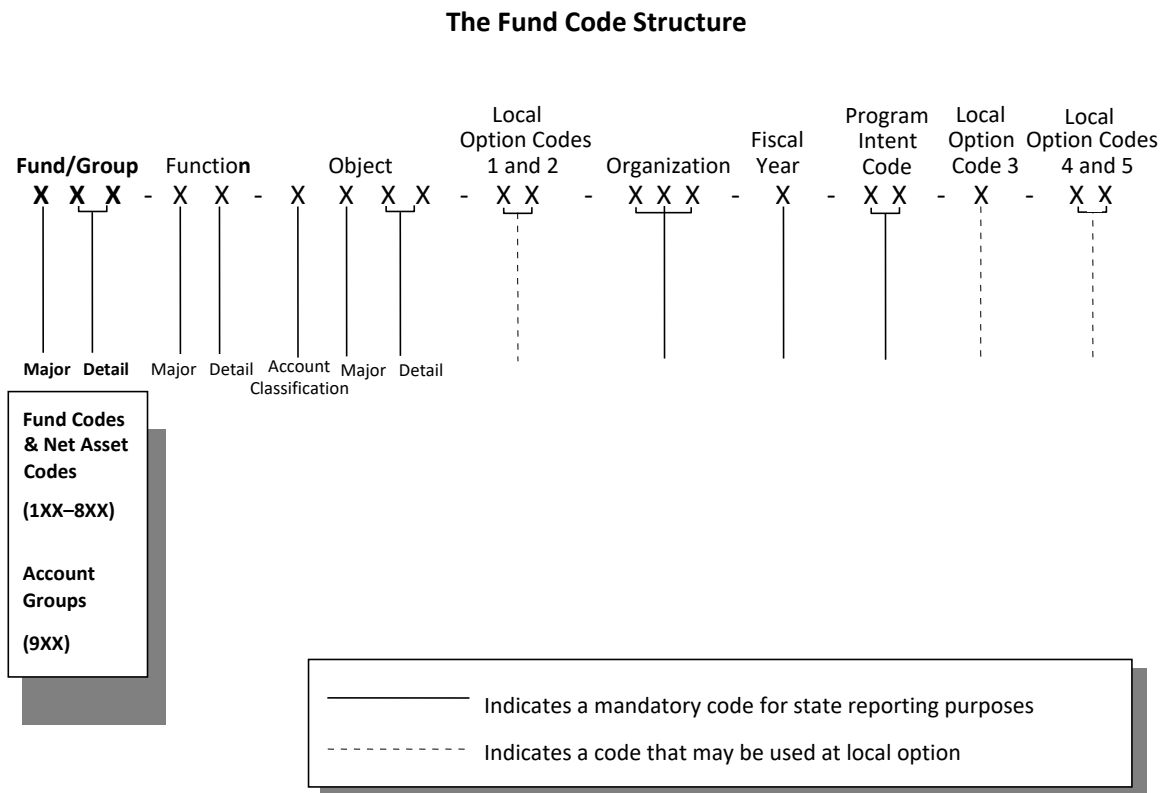 The Fund Code Structure
Local Option Codes 1 and 2
Program Intent Code
Local Option Code 3
Local Option Codes 4 and 5
Fiscal Year
Fund/Group Function Object Organization
X X X - X X - X X X X - X X - X X X - X - X X - X - X X
Major Detail Major Detail Account Classification Major Detail
Fund Codes
& Net Asset
Codes
(1XX–8XX)
Account
Groups
(9XX)
Indicates a mandatory code for state reporting purposes
Indicates a code that may be used at local option